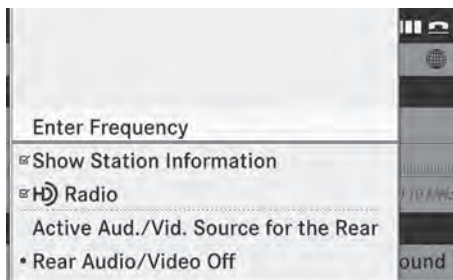 Enter Frequency
Show Station Information
HD Radio
Active Aud./Vid. Source for the Rear
• Rear Audio/Video Off
ound